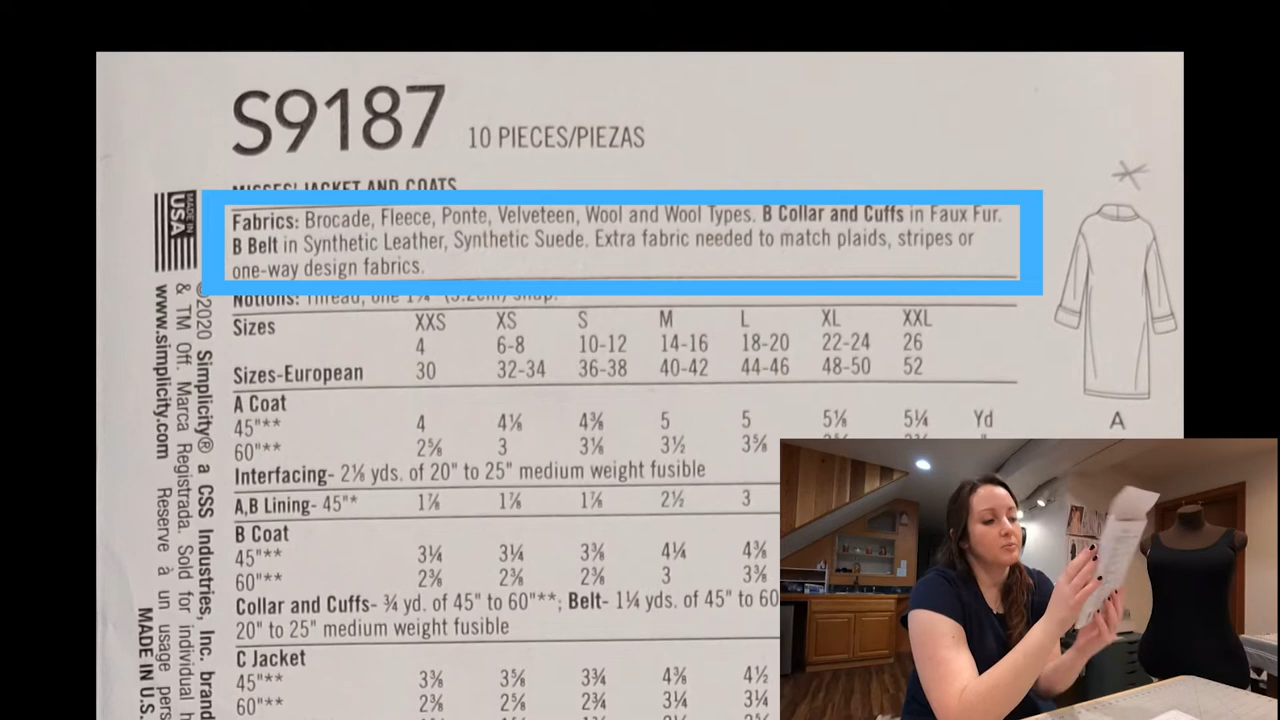 S9187 10 PIECES/PIEZAS
MISSES' JACKET AND COATS
Fabrics: Brocade, Fleece, Ponte, Velveteen, Wool and Wool Types. B Collar and Cuffs in Faux Fur.
B Belt in Synthetic Leather, Synthetic Suede. Extra fabric needed to match plaids, stripes or
one-way design fabrics.
Notions: Thread, one 1¼" (3.2cm) snap.
Sizes XXS XS S M L XL XXL
4 6-8 10-12 14-16 18-20 22-24 26
Sizes-European 30 32-34 36-38 40-42 44-46 48-50 52
A Coat
45"** 4 4⅛ 4⅜ 5 5 5⅛ 5¼ Yd
60"** 2⅝ 3 3⅛ 3½ 3⅝
Interfacing- 2⅛ yds. of 20" to 25" medium weight fusible
A,B Lining- 45"* 1⅞ 1⅞ 1⅞ 2½ 3
B Coat
45"** 3¼ 3¼ 3⅜ 4¼ 4⅜
60"** 2⅜ 2⅜ 2⅜ 3 3⅜
Collar and Cuffs- ¾ yd. of 45" to 60"**; Belt- 1¼ yds. of 45" to 60
20" to 25" medium weight fusible
C Jacket
45"** 3⅜ 3⅝ 3¾ 4⅜ 4½
60"** 2⅜ 2⅝ 2¾ 3¼ 3¼
A
MADE IN
USA
©2020 Simplicity® a CSS Industries, Inc. brand
& TM Off. Marca Registrada. Sold for individual h
www.simplicity.com Reserve à un usage pers
MADE IN U.S.